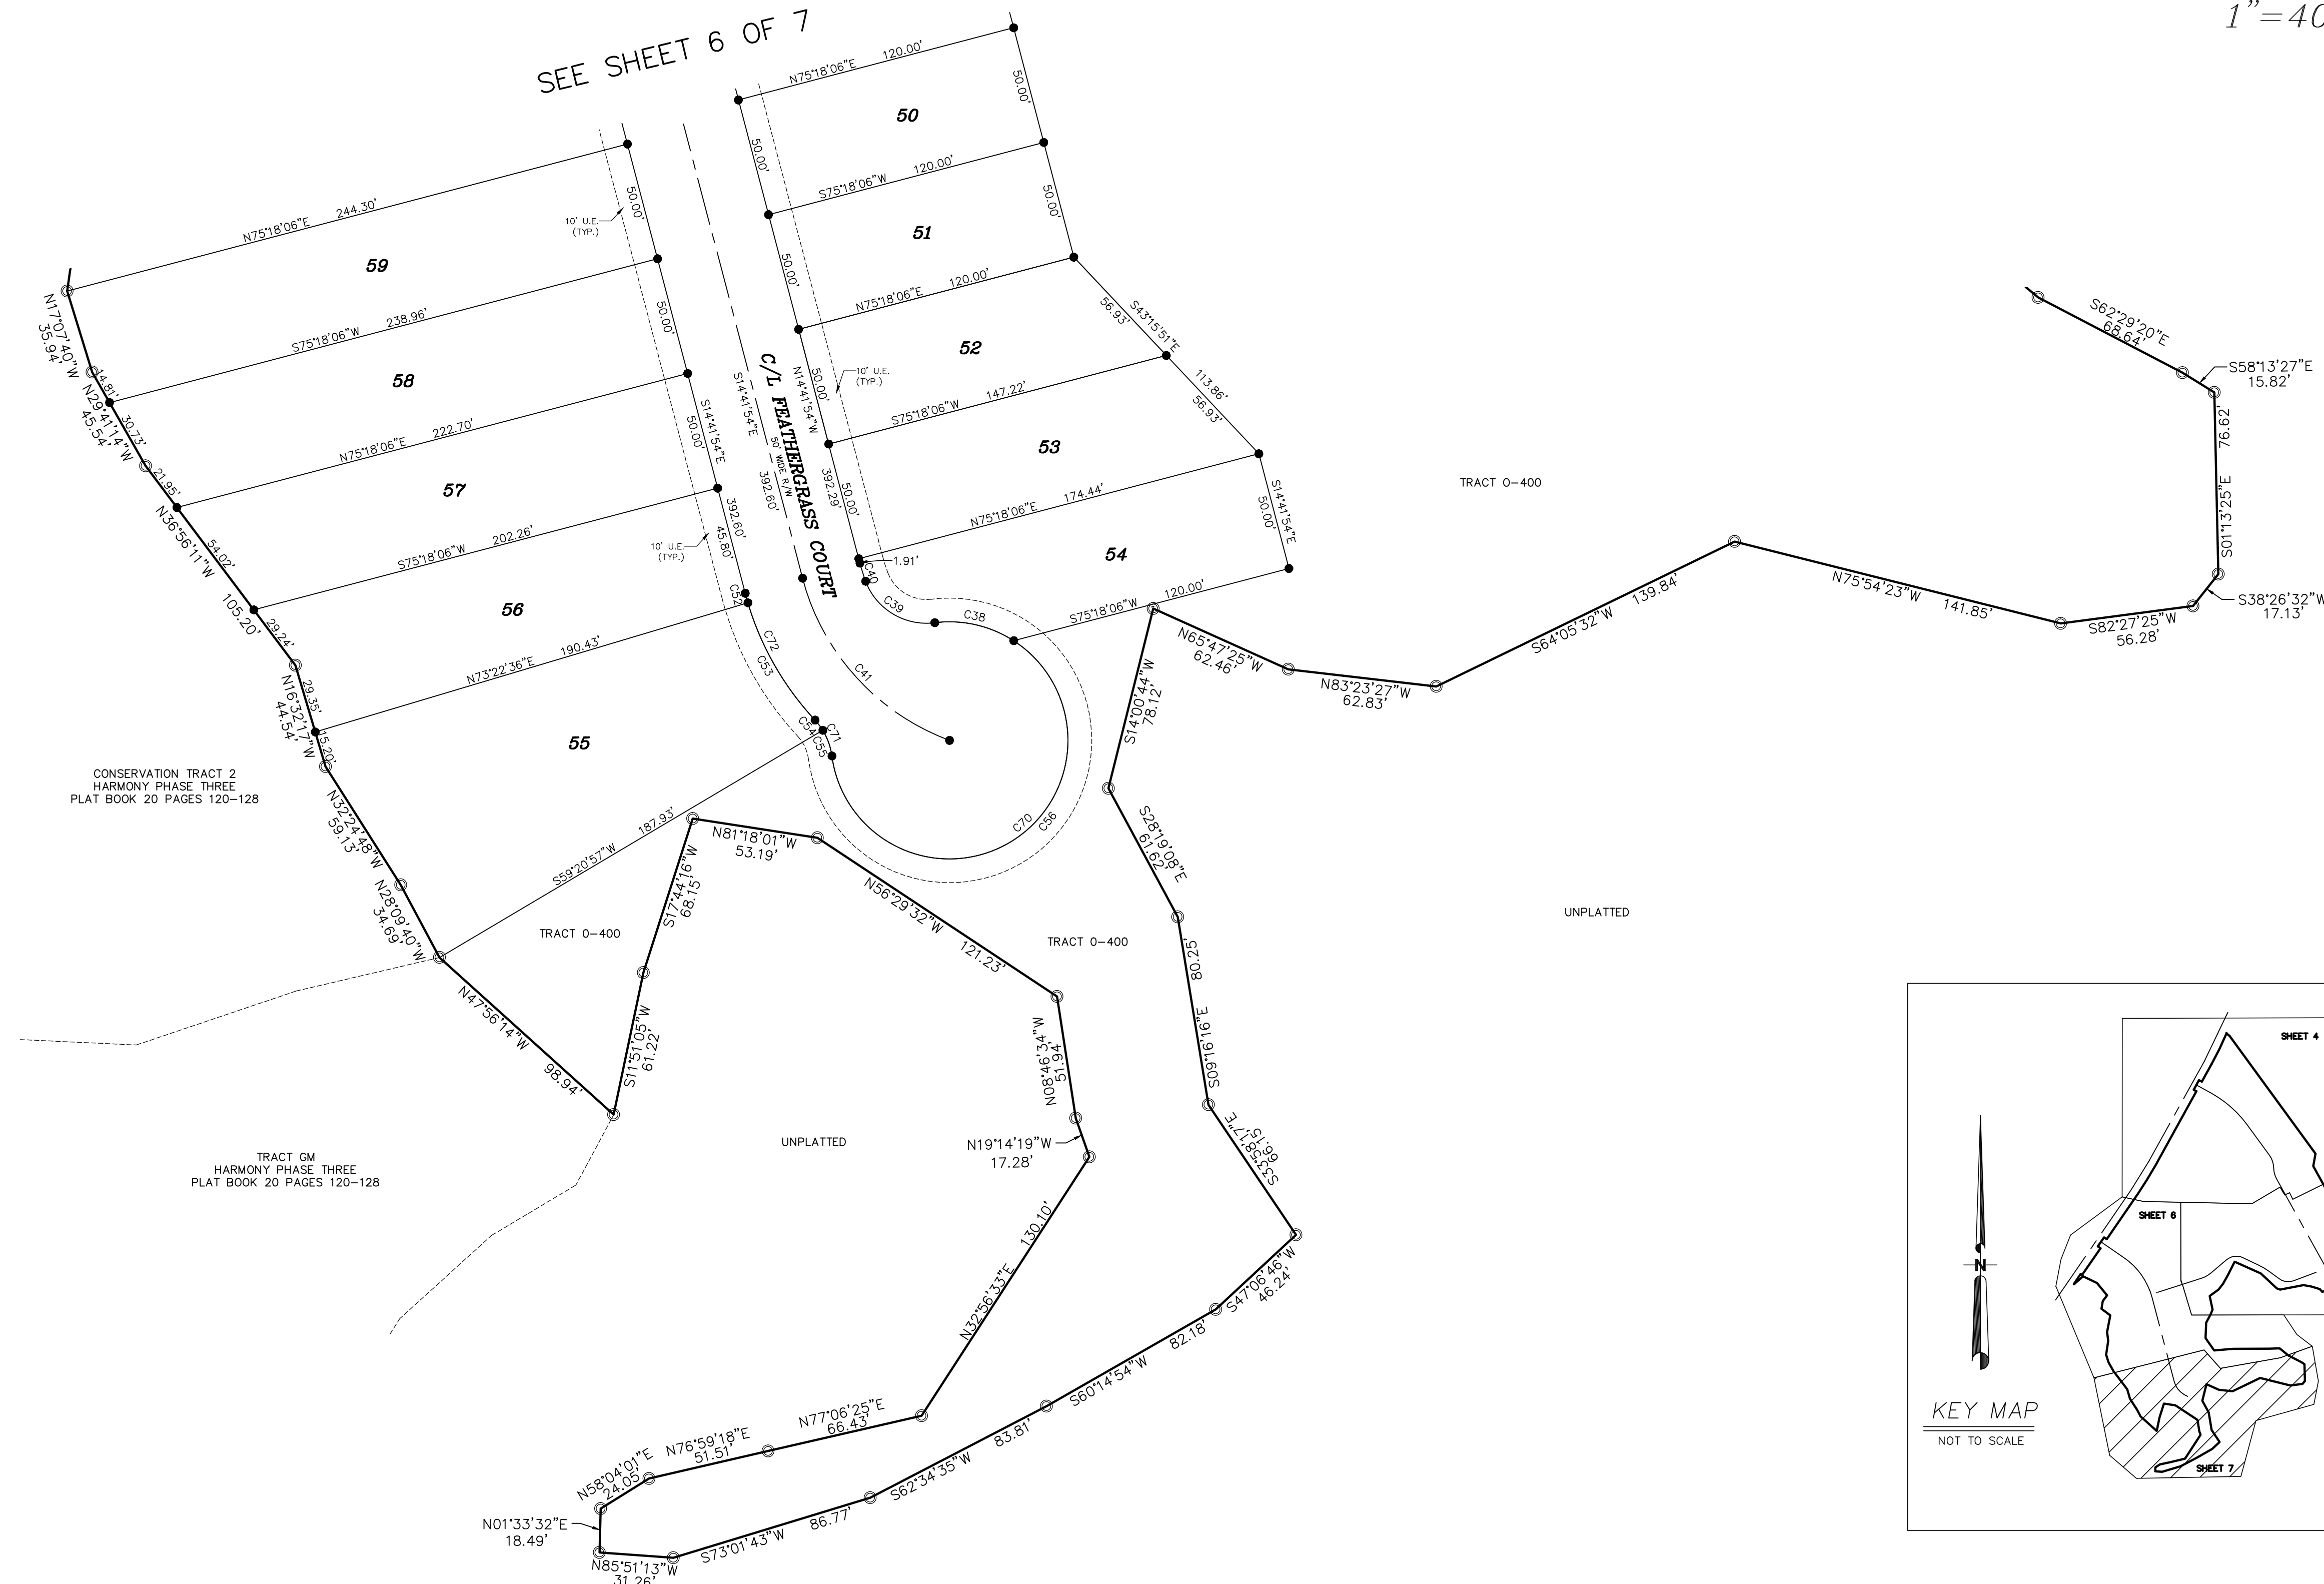 1"=40
SEE SHEET 6 OF 7
N75°18'06"E 120.00'
50.00'
50
50.00'
S75°18'06"W 120.00'
50.00'
51
50.00'
N75°18'06"E 120.00'
50.00'
52
S43°15'51"E
56.93'
113.86'
56.93'
N14°41'54"W
S75°18'06"W 147.22'
53
50.00'
392.29'
N75°18'06"E 174.44'
S14°41'54"E
50.00'
54
1.91'
C40
C39
C38
S75°18'06"W 120.00'
10' U.E.
(TYP.)
C/L FEATHERGRASS COURT
50' WIDE R/W
S14°41'54"E
392.60'
C41
10' U.E.
(TYP.)
N75°18'06"E 244.30'
50.00'
59
S75°18'06"W 238.96'
50.00'
58
N75°18'06"E 222.70'
S14°41'54"E
50.00'
57
S75°18'06"W 202.26'
392.60'
45.80'
10' U.E.
(TYP.)
56
C52
N73°22'36"E 190.43'
C72
C53
55
C54
C71
C55
C70
C56
S59°20'57"W 187.93'
N17°07'40"W
35.94'
14.81'
N29°41'14"W
45.54'
30.73'
21.95'
N36°56'11"W
105.20'
54.02'
29.24'
29.35'
N16°32'17"W
44.54'
15.20'
N32°24'48"W
59.13'
N28°09'40"W
34.69'
CONSERVATION TRACT 2
HARMONY PHASE THREE
PLAT BOOK 20 PAGES 120-128
TRACT GM
HARMONY PHASE THREE
PLAT BOOK 20 PAGES 120-128
N47°56'14"W 98.94'
TRACT O-400
S11°51'05"W
61.22'
S17°44'16"W
68.15'
N81°18'01"W
53.19'
N56°29'32"W 121.23'
TRACT O-400
N08°46'34"W
51.94'
N19°14'19"W
17.28'
UNPLATTED
N32°56'33"E 130.10'
N77°06'25"E
66.43'
N76°59'18"E
51.51'
N58°04'01"E
24.05'
N01°33'32"E
18.49'
N85°51'13"W
31.26'
S73°01'43"W 86.77'
S62°34'35"W 83.81'
S60°14'54"W 82.18'
S47°06'46"W
46.24'
S33°58'17"E
66.15'
S09°16'16"E 80.25'
S28°19'08"E
61.62'
S14°00'44"W
78.12'
N65°47'25"W
62.46'
N83°23'27"W
62.83'
S64°05'32"W 139.84'
TRACT O-400
UNPLATTED
N75°54'23"W 141.85'
S82°27'25"W
56.28'
S38°26'32"W
17.13'
S01°13'25"E 76.62'
S58°13'27"E
15.82'
S62°29'20"E
68.64'
SHEET 4
SHEET 6
SHEET 7
N
KEY MAP
NOT TO SCALE